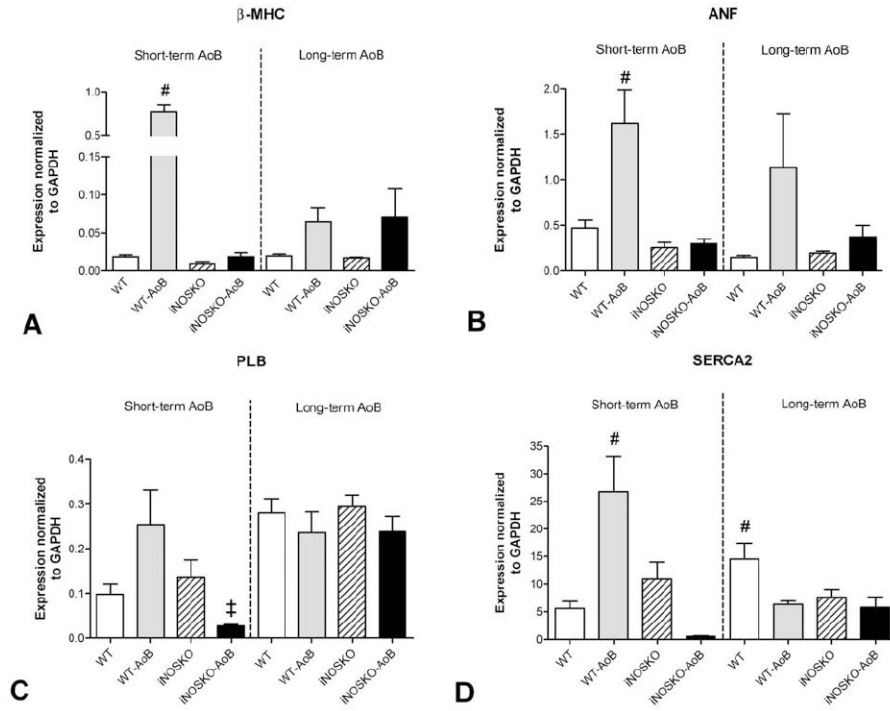 β-MHC
Short-term AoB
Long-term AoB
#
Expression normalized
to GAPDH
1.0
0.5
0.15
0.10
0.05
0.00
WT
WT-AoB
iNOSKO
iNOSKO-AoB
WT
WT-AoB
iNOSKO
iNOSKO-AoB
A
ANF
Short-term AoB
Long-term AoB
#
Expression normalized
to GAPDH
2.0
1.5
1.0
0.5
0.0
WT
WT-AoB
iNOSKO
iNOSKO-AoB
WT
WT-AoB
iNOSKO
iNOSKO-AoB
B
PLB
Short-term AoB
Long-term AoB
Expression normalized
to GAPDH
0.4
0.3
0.2
0.1
0.0
‡
WT
WT-AoB
iNOSKO
iNOSKO-AoB
WT
WT-AoB
iNOSKO
iNOSKO-AoB
C
SERCA2
Short-term AoB
Long-term AoB
#
#
Expression normalized
to GAPDH
35
30
25
20
15
10
5
0
WT
WT-AoB
iNOSKO
iNOSKO-AoB
WT
WT-AoB
iNOSKO
iNOSKO-AoB
D